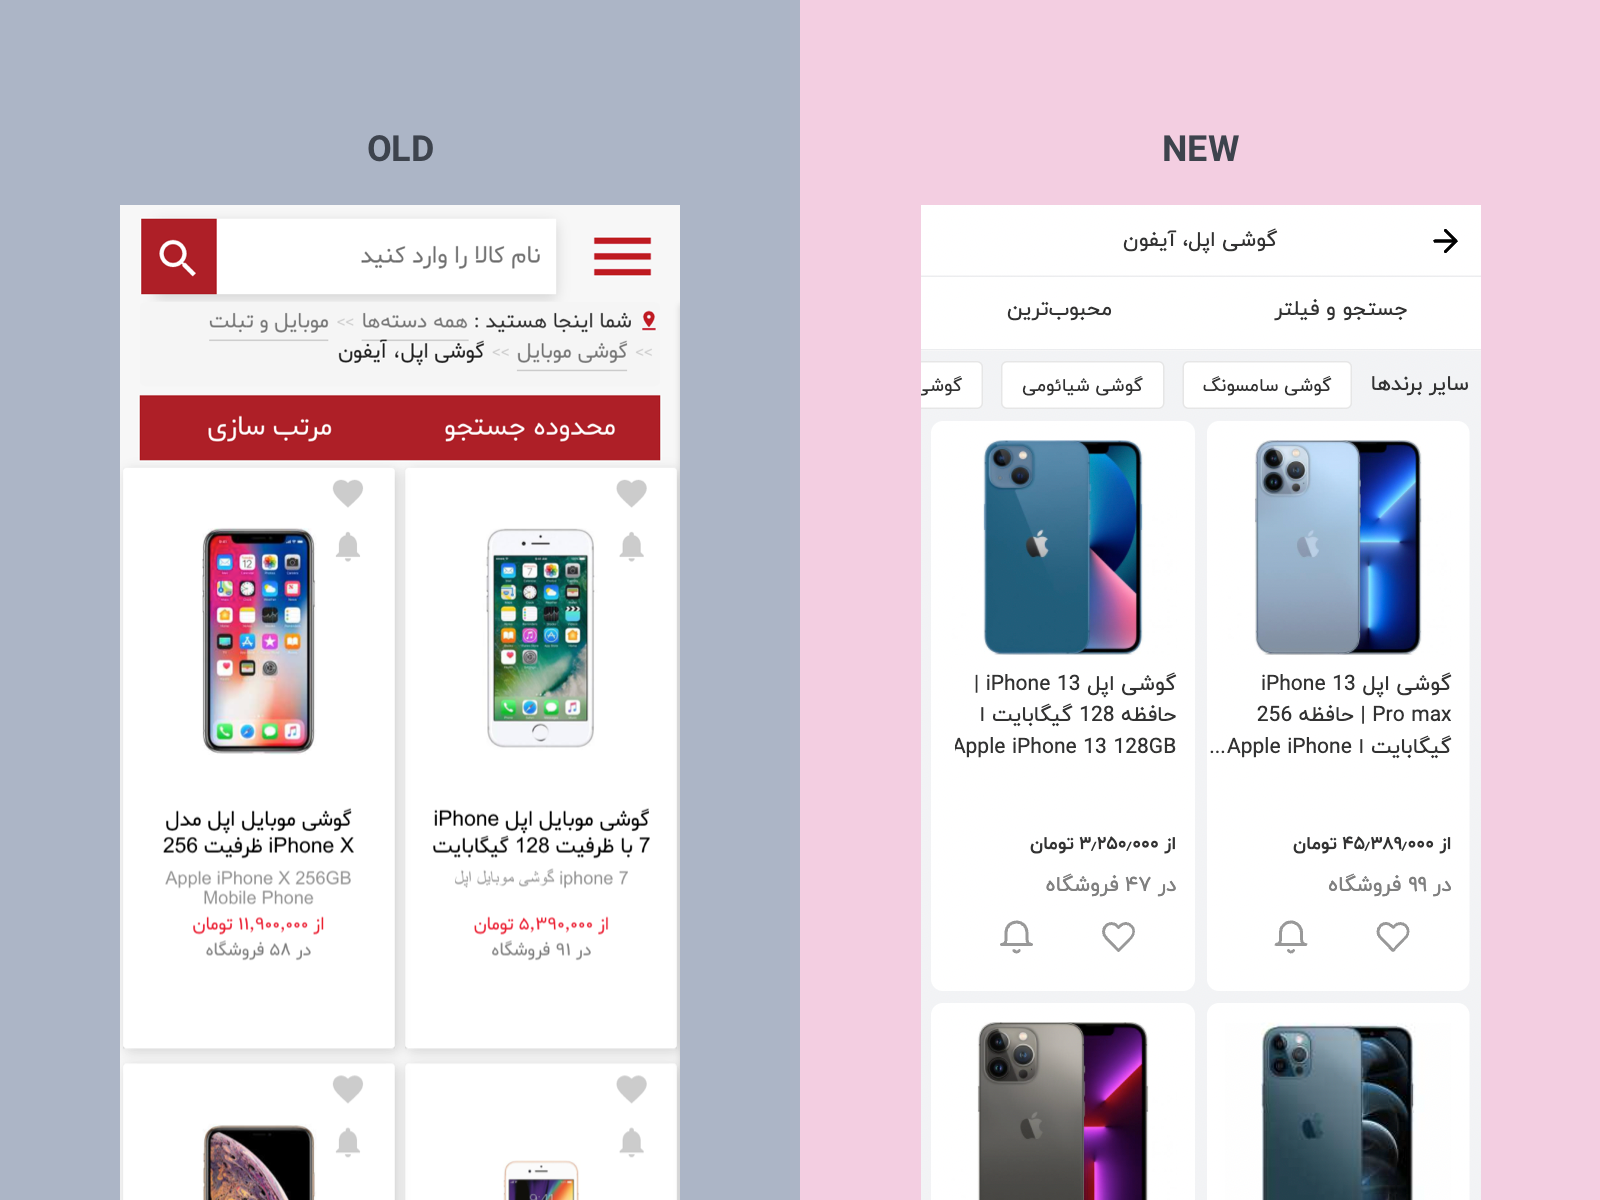 OLD
نام کالا را وارد کنید
شما اینجا هستید : همه دسته‌ها >> موبایل و تبلت
>> گوشی موبایل >> گوشی اپل، آیفون
محدوده جستجو
مرتب سازی
گوشی موبایل اپل iPhone
7 با ظرفیت 128 گیگابایت
iphone 7 گوشی موبایل اپل
از ۵,۳۹۰,۰۰۰ تومان
در ۹۱ فروشگاه
گوشی موبایل اپل مدل
iPhone X ظرفیت 256
Apple iPhone X 256GB
Mobile Phone
از ۱۱,۹۰۰,۰۰۰ تومان
در ۵۸ فروشگاه
NEW
گوشی اپل، آیفون
جستجو و فیلتر
محبوب‌ترین
سایر برندها
گوشی سامسونگ
گوشی شیائومی
گوشی
گوشی اپل iPhone 13
Pro max | حافظه 256
گیگابایت ا Apple iPhone...
از ۴۵٫۳۸۹٫۰۰۰ تومان
در ۹۹ فروشگاه
گوشی اپل iPhone 13 |
حافظه 128 گیگابایت ا
Apple iPhone 13 128GB
از ۳٫۲۵۰٫۰۰۰ تومان
در ۴۷ فروشگاه